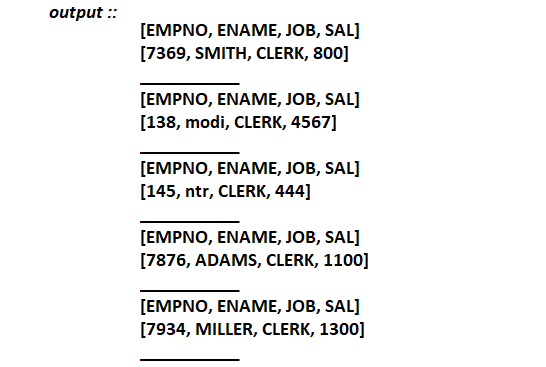 output ::
[EMPNO, ENAME, JOB, SAL]
[7369, SMITH, CLERK, 800]
___________
[EMPNO, ENAME, JOB, SAL]
[138, modi, CLERK, 4567]
___________
[EMPNO, ENAME, JOB, SAL]
[145, ntr, CLERK, 444]
___________
[EMPNO, ENAME, JOB, SAL]
[7876, ADAMS, CLERK, 1100]
___________
[EMPNO, ENAME, JOB, SAL]
[7934, MILLER, CLERK, 1300]
___________